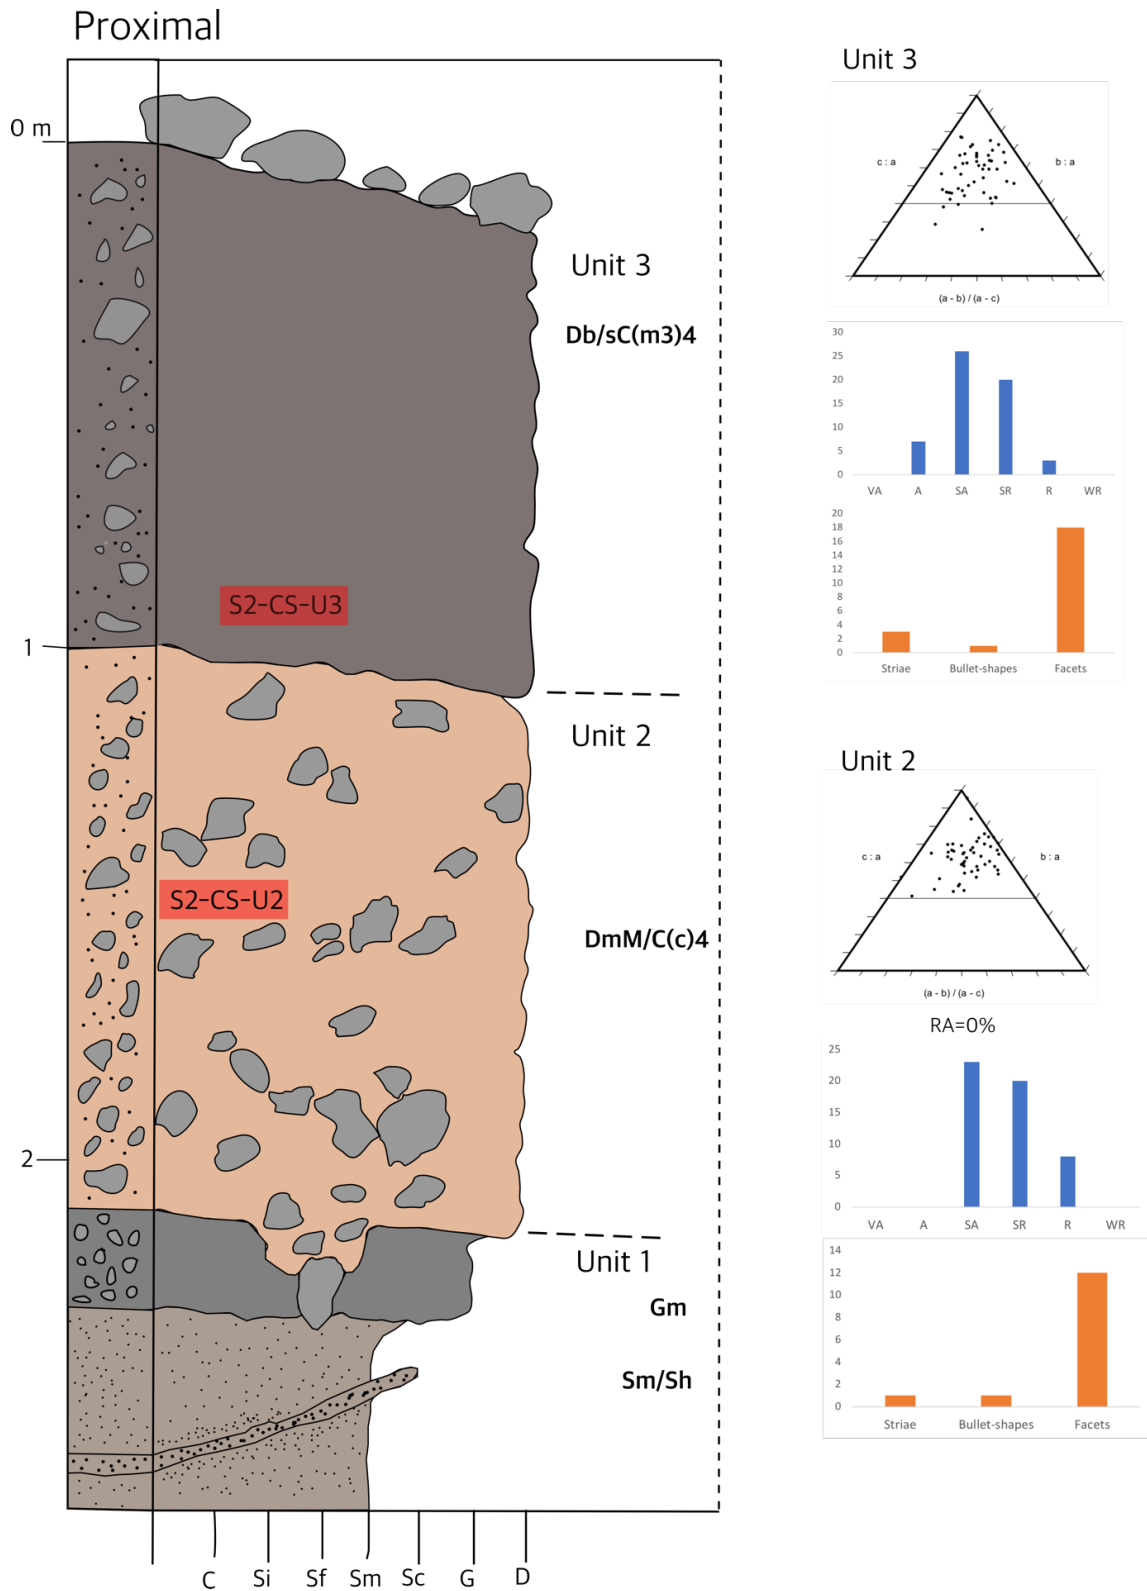 Proximal
0 m
1
2
Unit 3
Db/sC(m3)4
S2-CS-U3
Unit 2
S2-CS-U2
DmM/C(c)4
Unit 1
Gm
Sm/Sh
C Si Sf Sm Sc G D
Unit 3
c : a
b : a
(a - b) / (a - c)
30
25
20
15
10
5
0
VA A SA SR R WR
20
18
16
14
12
10
8
6
4
2
0
Striae Bullet-shapes Facets
Unit 2
c : a
b : a
(a - b) / (a - c)
RA=0%
25
20
15
10
5
0
VA A SA SR R WR
14
12
10
8
6
4
2
0
Striae Bullet-shapes Facets